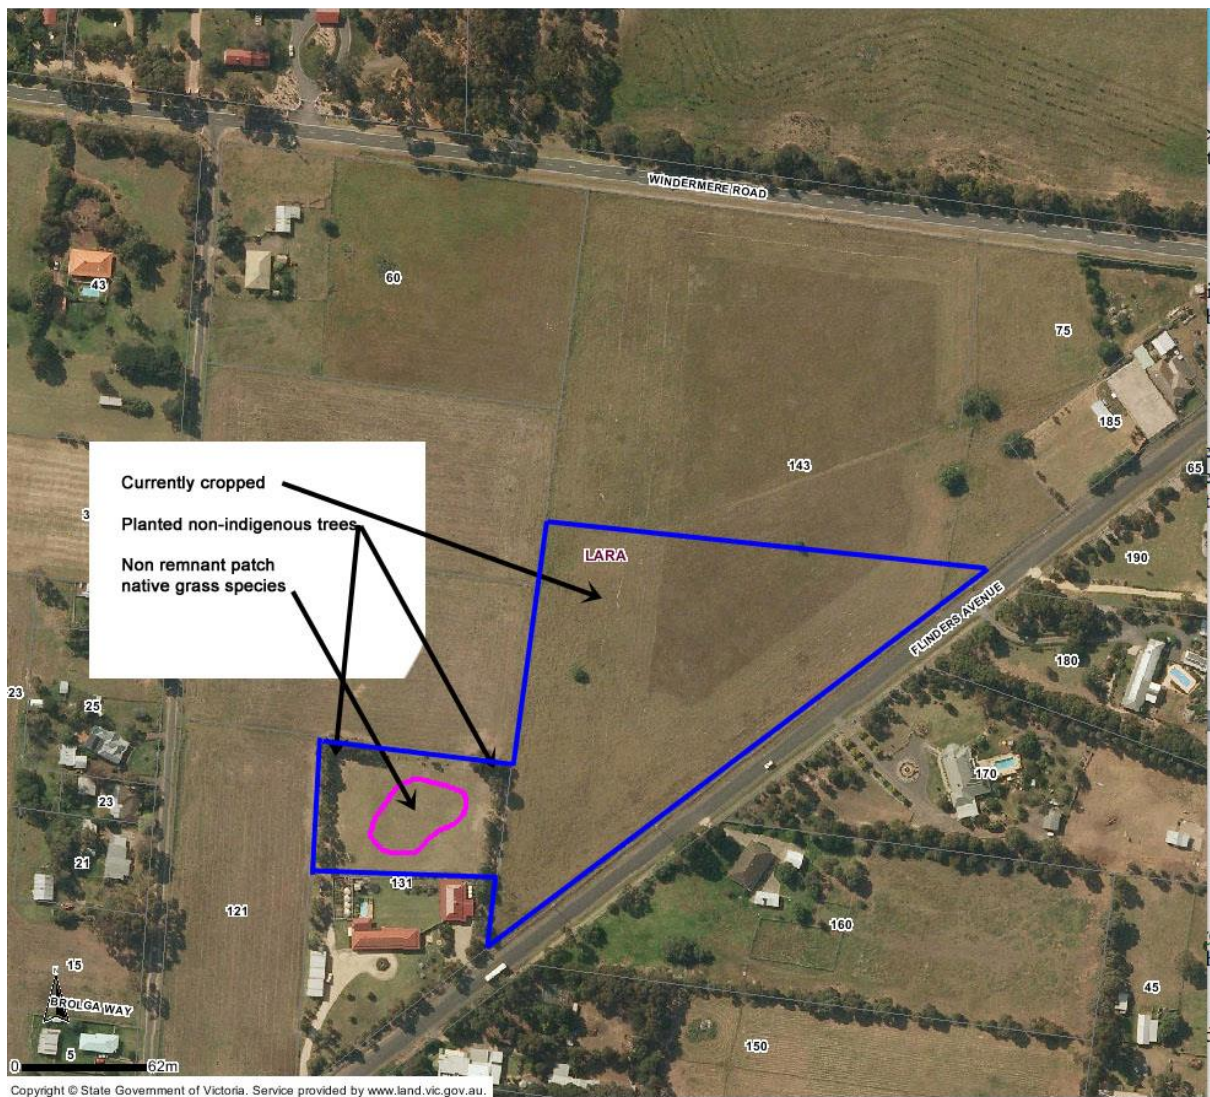 WINDERMERE ROAD
60
43
75
185
143
65
Currently cropped
Planted non-indigenous trees
Non remnant patch
native grass species
3
LARA
190
FLINDERS AVENUE
180
23
25
170
23
21
131
121
160
15
45
BROLGA WAY
5
150
0 62m
Copyright © State Government of Victoria. Service provided by www.land.vic.gov.au.